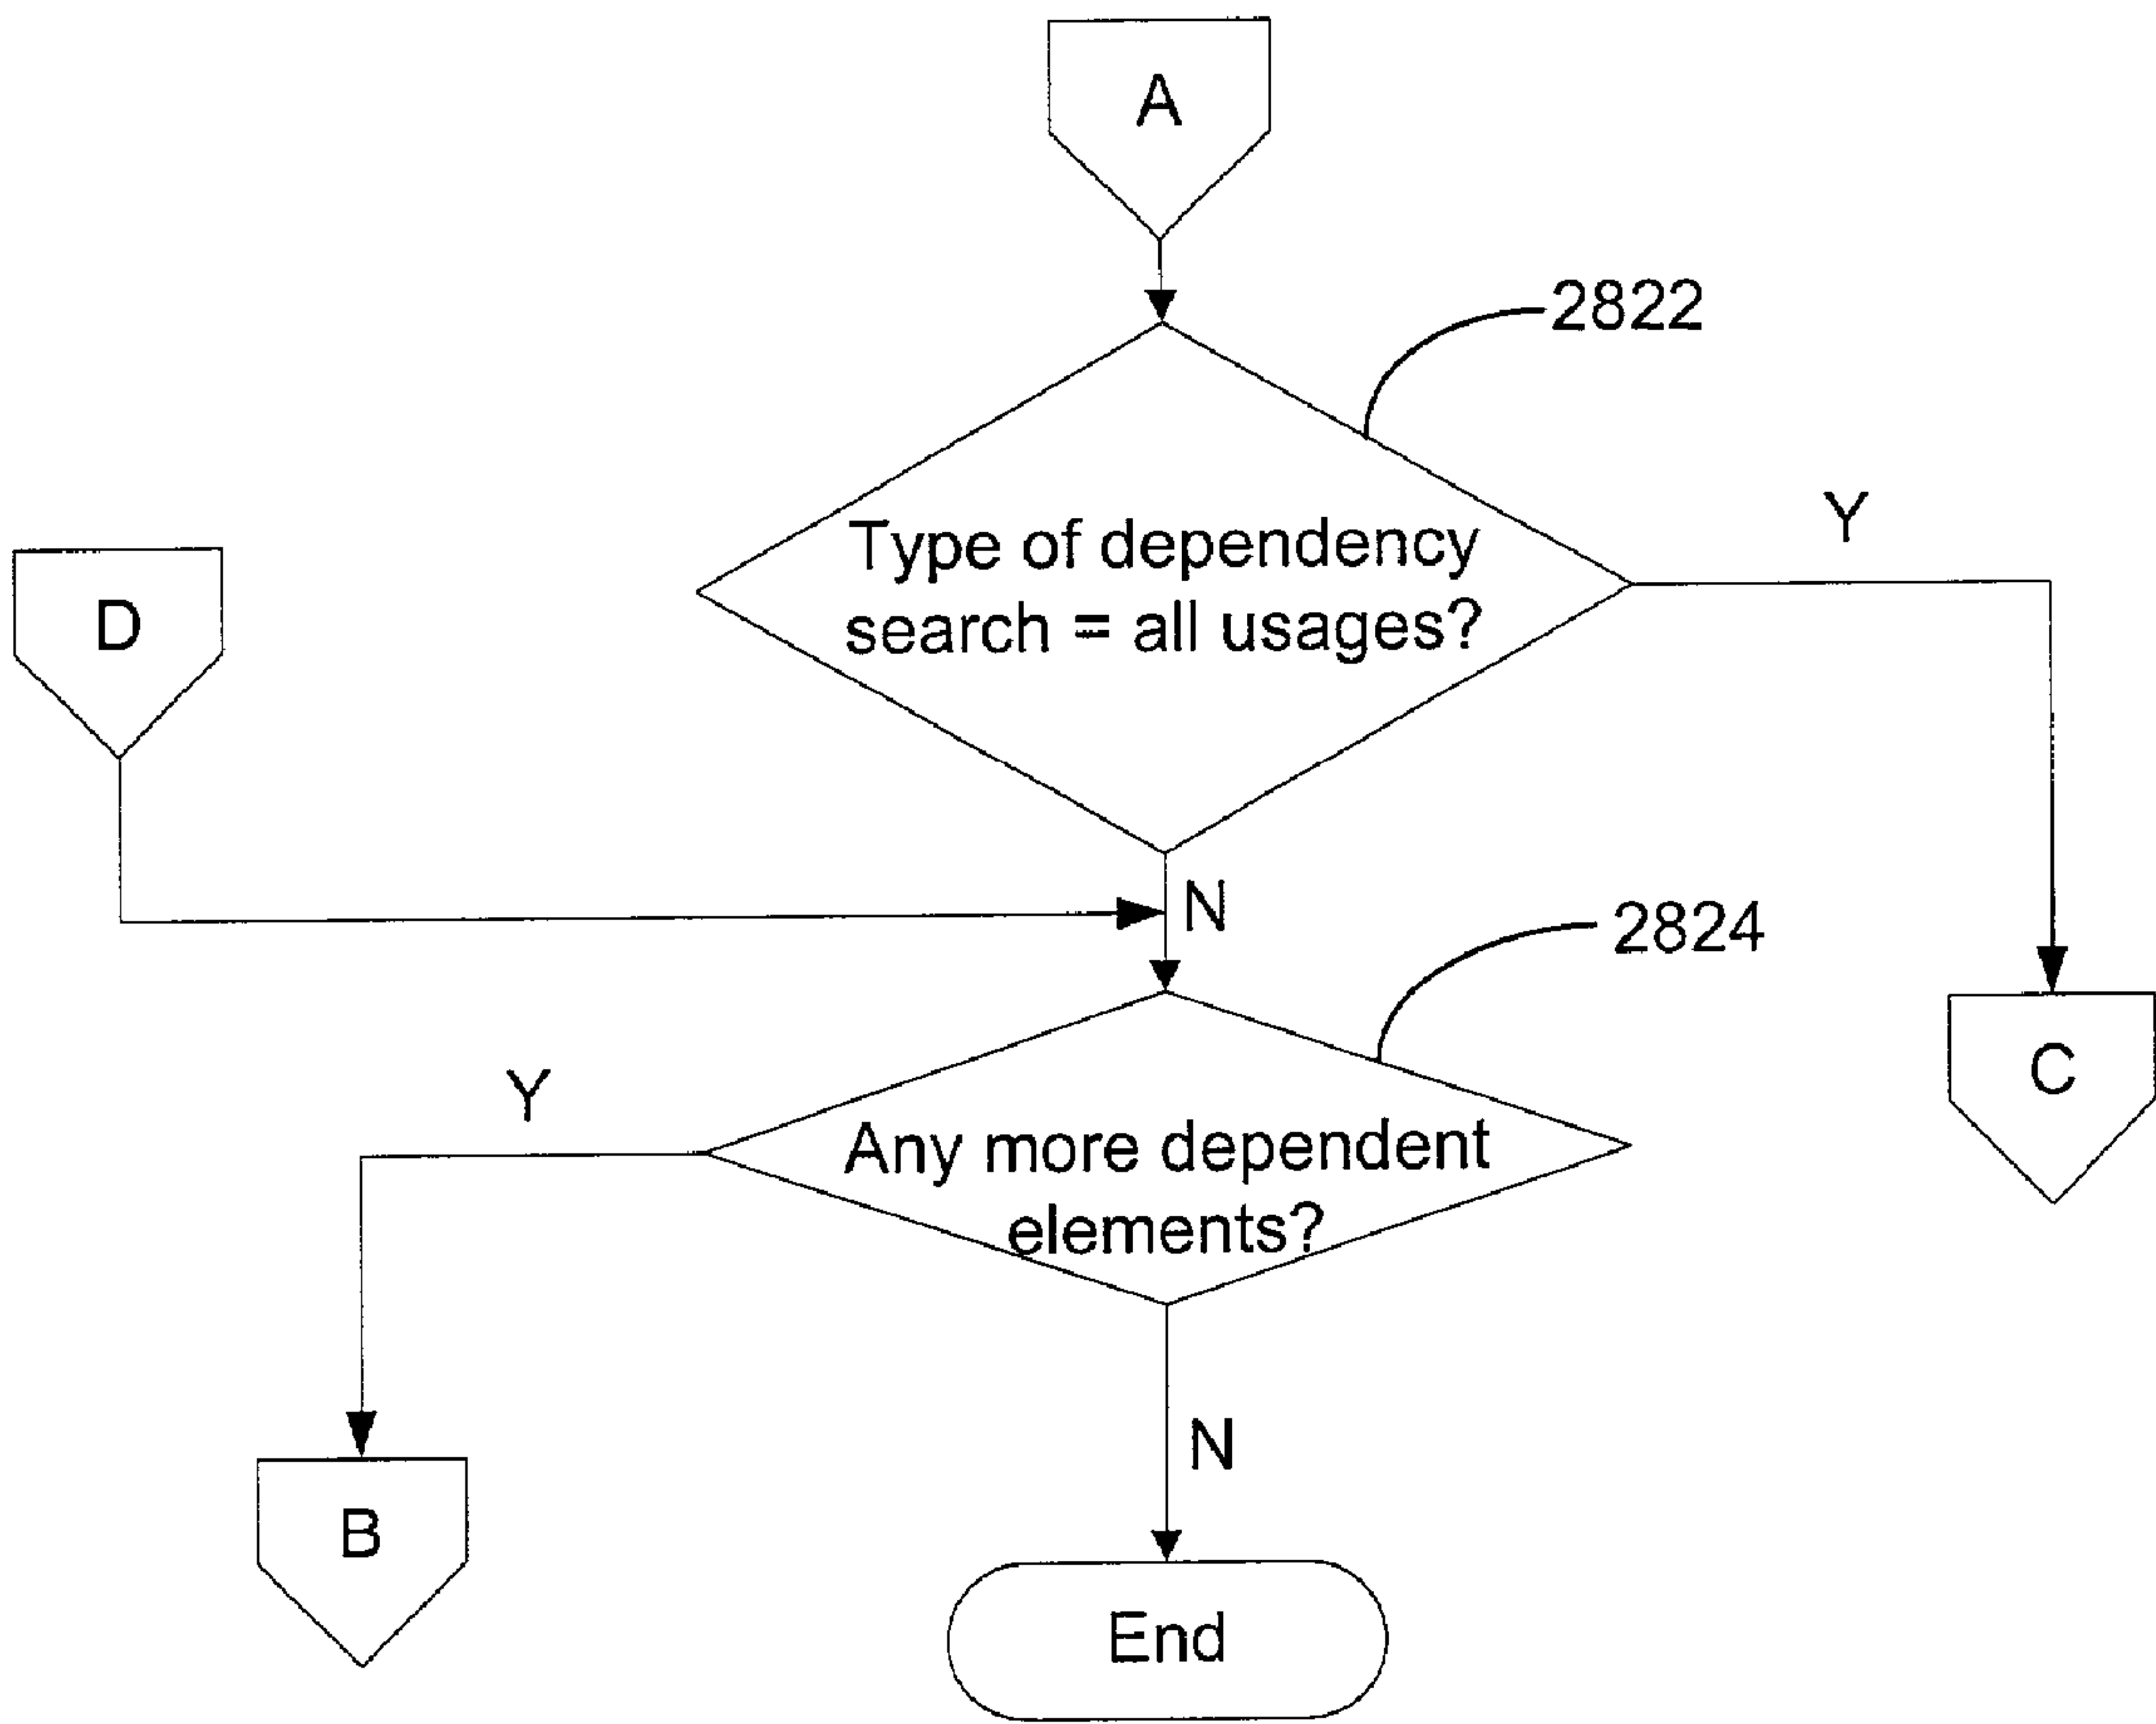 A
2822
Type of dependency
search = all usages?
Y
D
N
2824
Y
Any more dependent
elements?
C
N
B
End